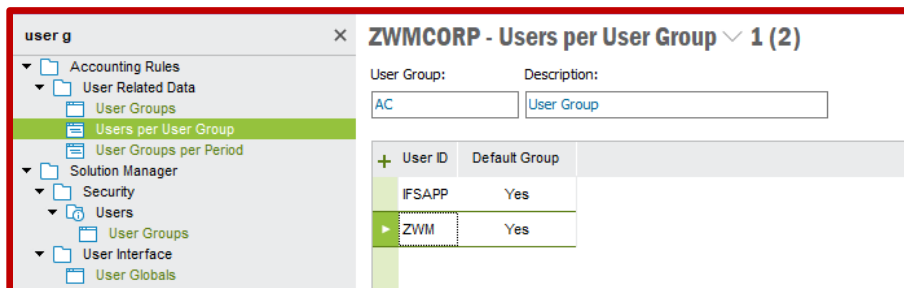 user g
Accounting Rules
User Related Data
User Groups
Users per User Group
User Groups per Period
Solution Manager
Security
Users
User Groups
User Interface
User Globals
ZWMCORP - Users per User Group 1 (2)
User Group: Description:
AC User Group
User ID Default Group
IFSAPP Yes
ZWM Yes